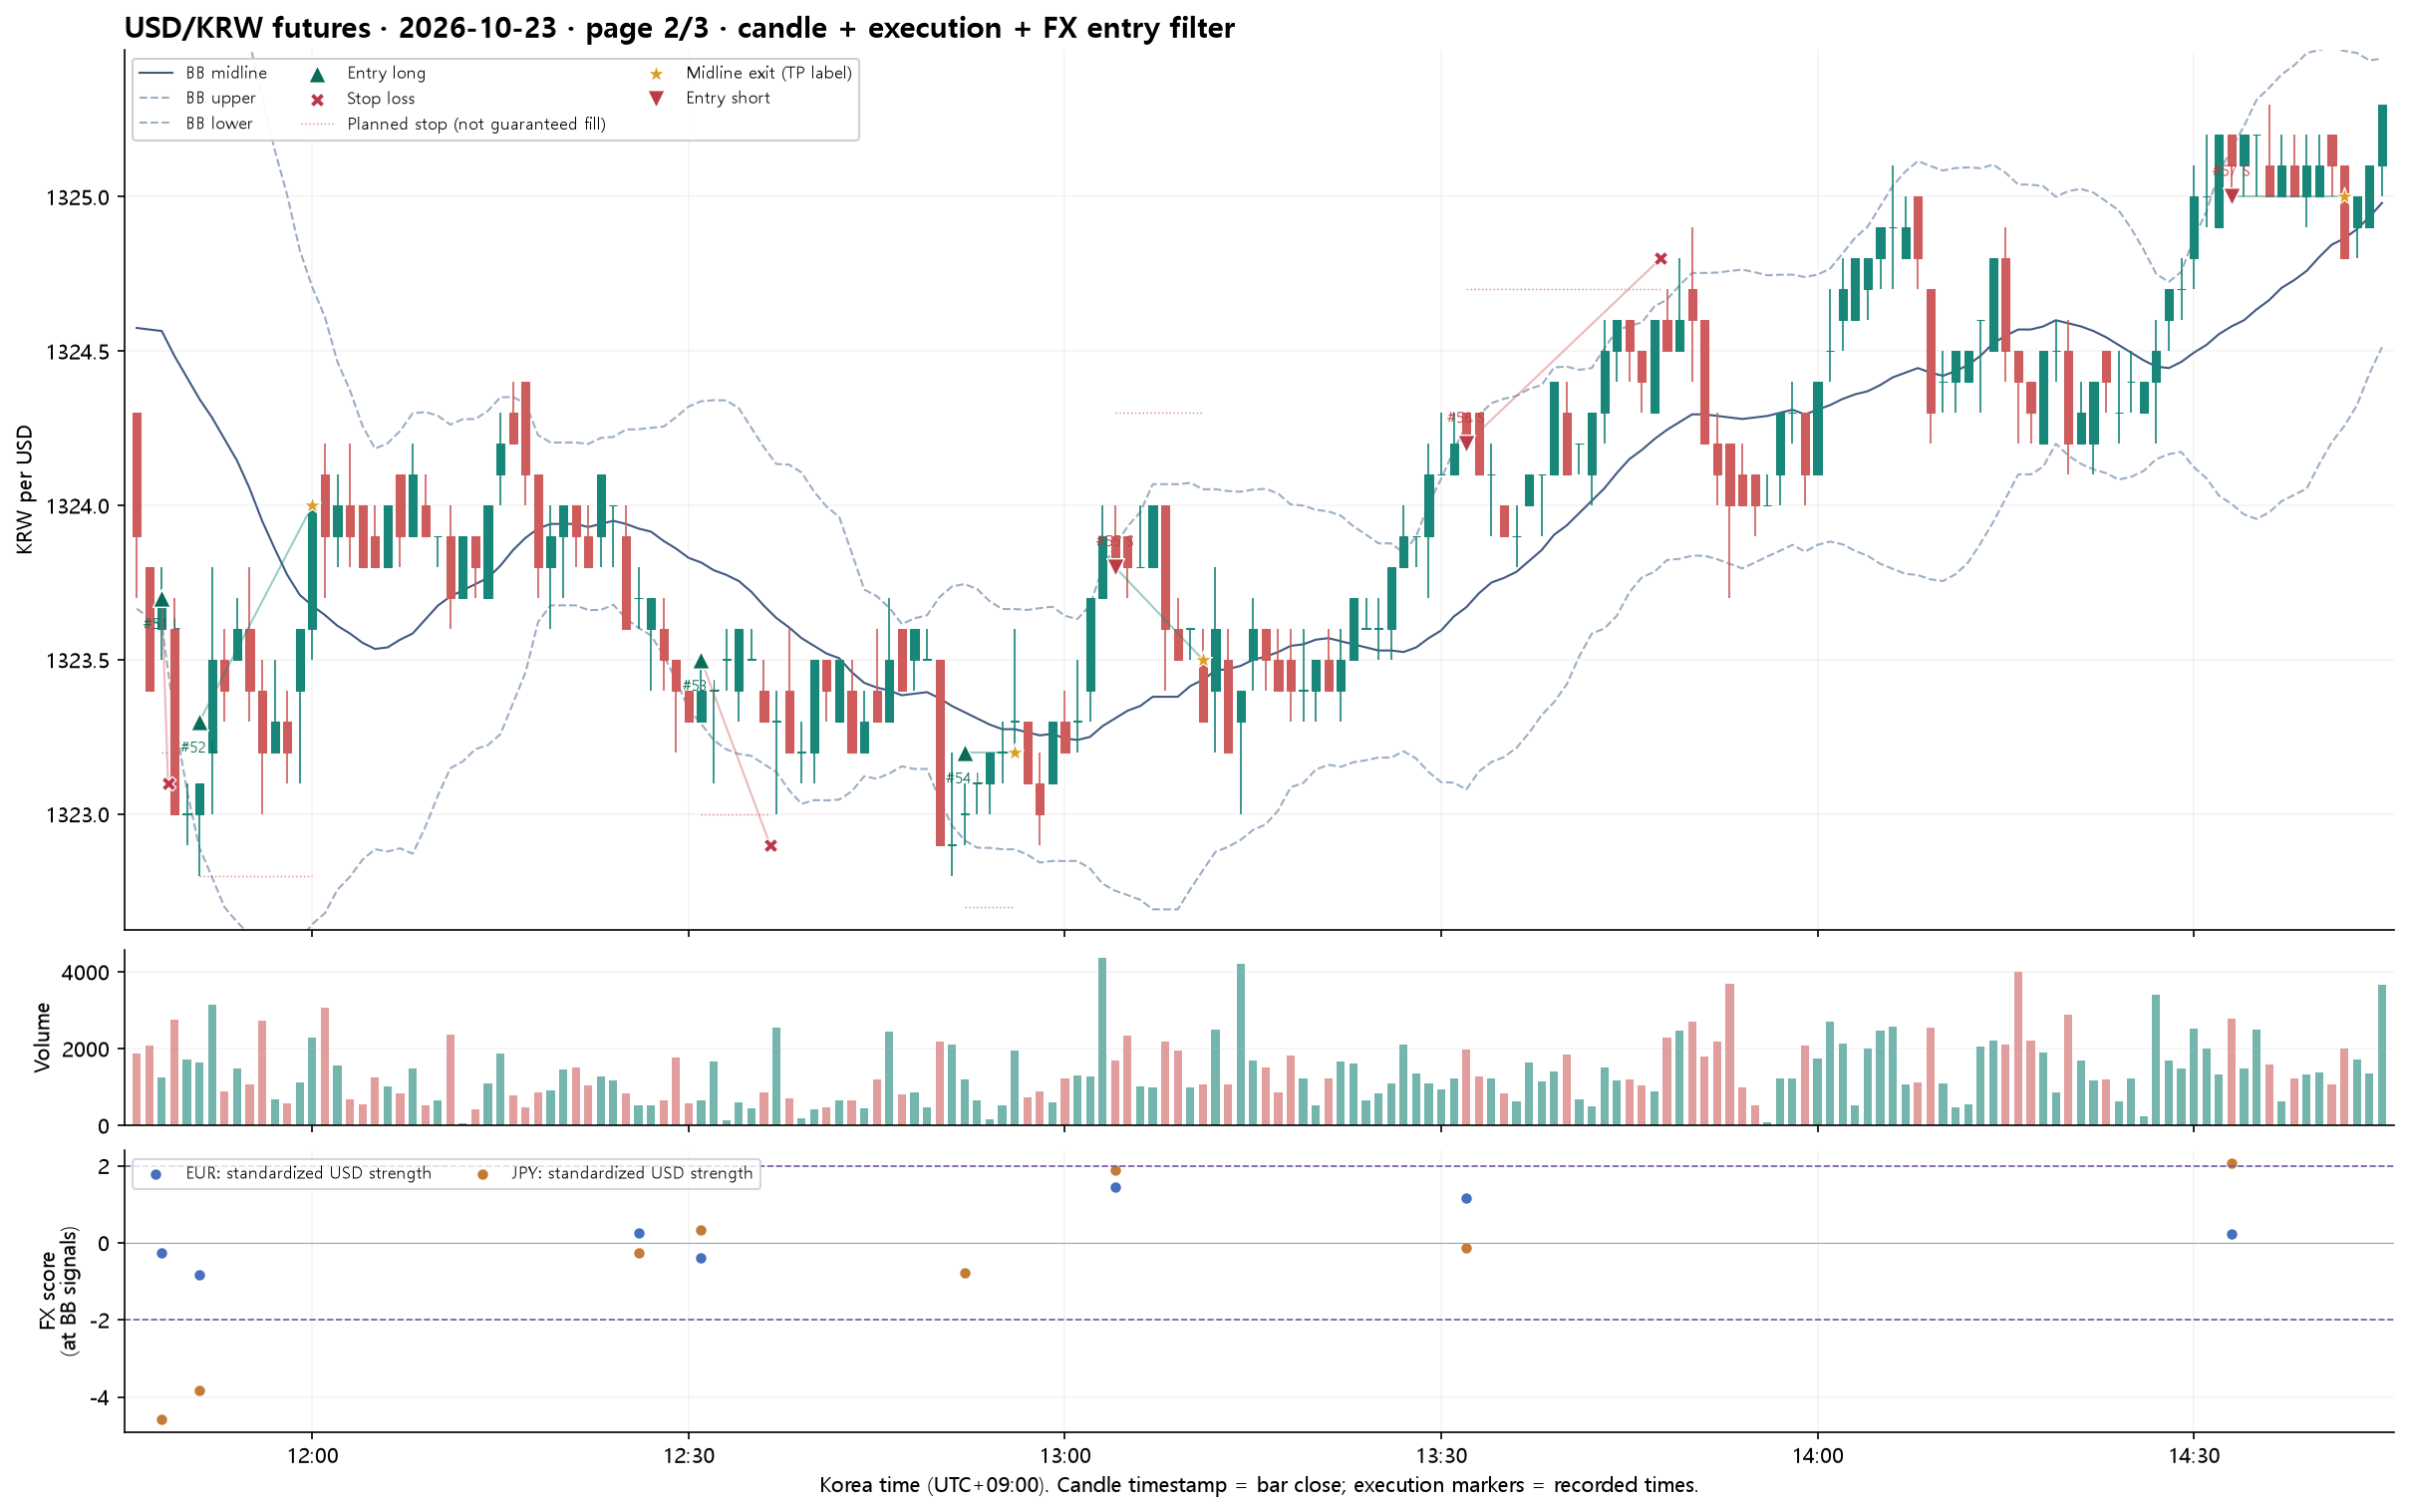 USD/KRW futures · 2026-10-23 · page 2/3 · candle + execution + FX entry filter
BB midline
BB upper
BB lower
Entry long
Stop loss
Planned stop (not guaranteed fill)
Midline exit (TP label)
Entry short
KRW per USD
1325.0
1324.5
1324.0
1323.5
1323.0
#52
#53 L
#54 L
#55 S
#56 S
#57 S
Volume
4000
2000
0
EUR: standardized USD strength
JPY: standardized USD strength
FX score
(at BB signals)
2
0
-2
-4
12:00
12:30
13:00
13:30
14:00
14:30
Korea time (UTC+09:00). Candle timestamp = bar close; execution markers = recorded times.